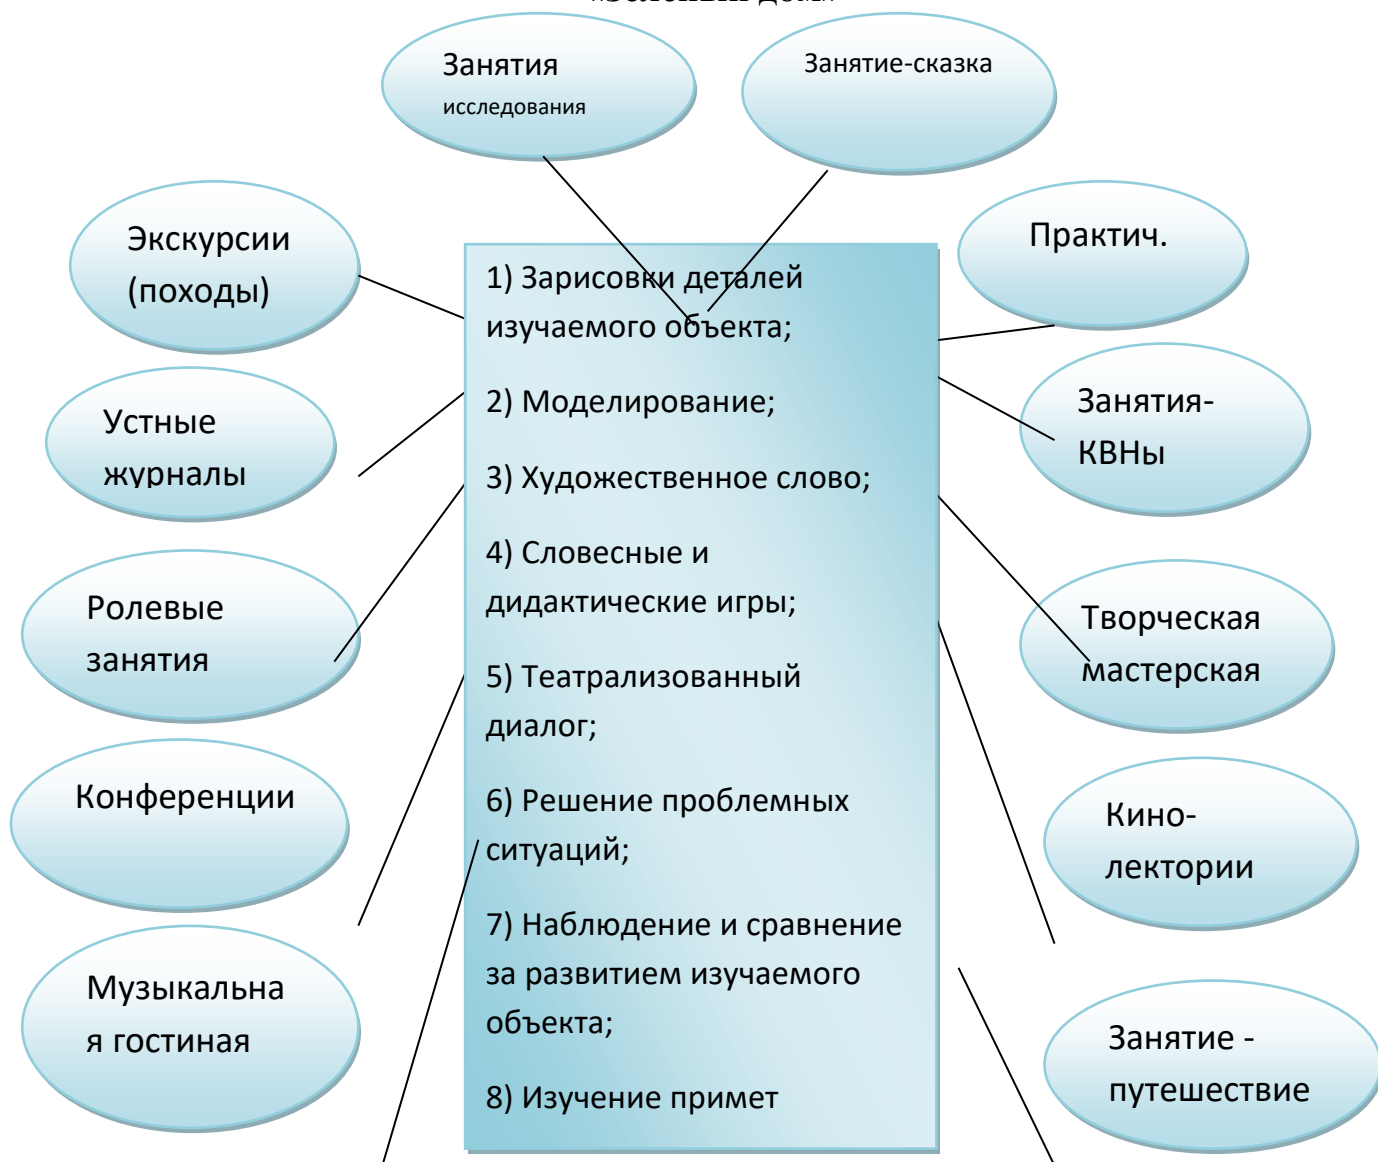 «Зеленый дом»
Занятия
исследования
Занятие-сказка
Экскурсии
(походы)
Практич.
Устные
журналы
Занятия-
КВНы
Ролевые
занятия
Творческая
мастерская
Конференции
Кино-
лектории
Музыкальна
я гостиная
Занятие -
путешествие
1) Зарисовки деталей
изучаемого объекта;
2) Моделирование;
3) Художественное слово;
4) Словесные и
дидактические игры;
5) Театрализованный
диалог;
6) Решение проблемных
ситуаций;
7) Наблюдение и сравнение
за развитием изучаемого
объекта;
8) Изучение примет